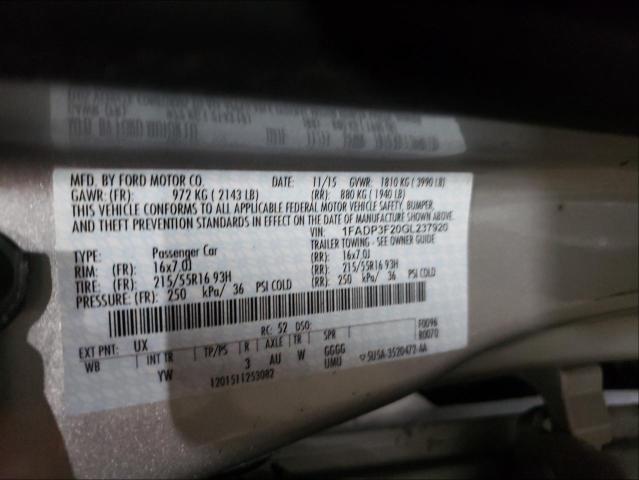 MFD. BY FORD MOTOR CO. DATE: 11/15 GVWR: 1810 KG ( 3990 LB)
GAWR: (FR): 972 KG ( 2143 LB) (RR): 880 KG ( 1940 LB)
THIS VEHICLE CONFORMS TO ALL APPLICABLE FEDERAL MOTOR VEHICLE SAFETY, BUMPER,
AND THEFT PREVENTION STANDARDS IN EFFECT ON THE DATE OF MANUFACTURE SHOWN ABOVE.
VIN: 1FADP3F20GL237920
TRAILER TOWING - SEE OWNER GUIDE
TYPE: Passenger Car
RIM: (FR): 16x7.0J (RR): 16x7.0J
TIRE: (FR): 215/55R16 93H (RR): 215/55R16 93H
PRESSURE: (FR): 250 kPa/ 36 PSI COLD (RR): 250 kPa/ 36 PSI COLD
EXT PNT: UX RC: 52 DSO: F0096
WB INT TR TP/PS R AXLE TR SPR R0070
YW 3 AU W GGGG
UMU
1201511253082 5U5A-3520472-AA